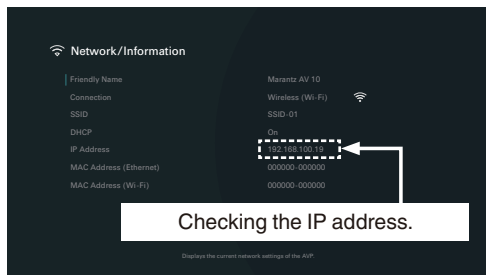 Network/Information
Friendly Name Marantz AV 10
Connection Wireless (Wi-Fi)
SSID SSID-01
DHCP On
IP Address 192.168.100.19
MAC Address (Ethernet) 000000-000000
MAC Address (Wi-Fi) 000000-000000
Checking the IP address.
Displays the current network settings of the AVP